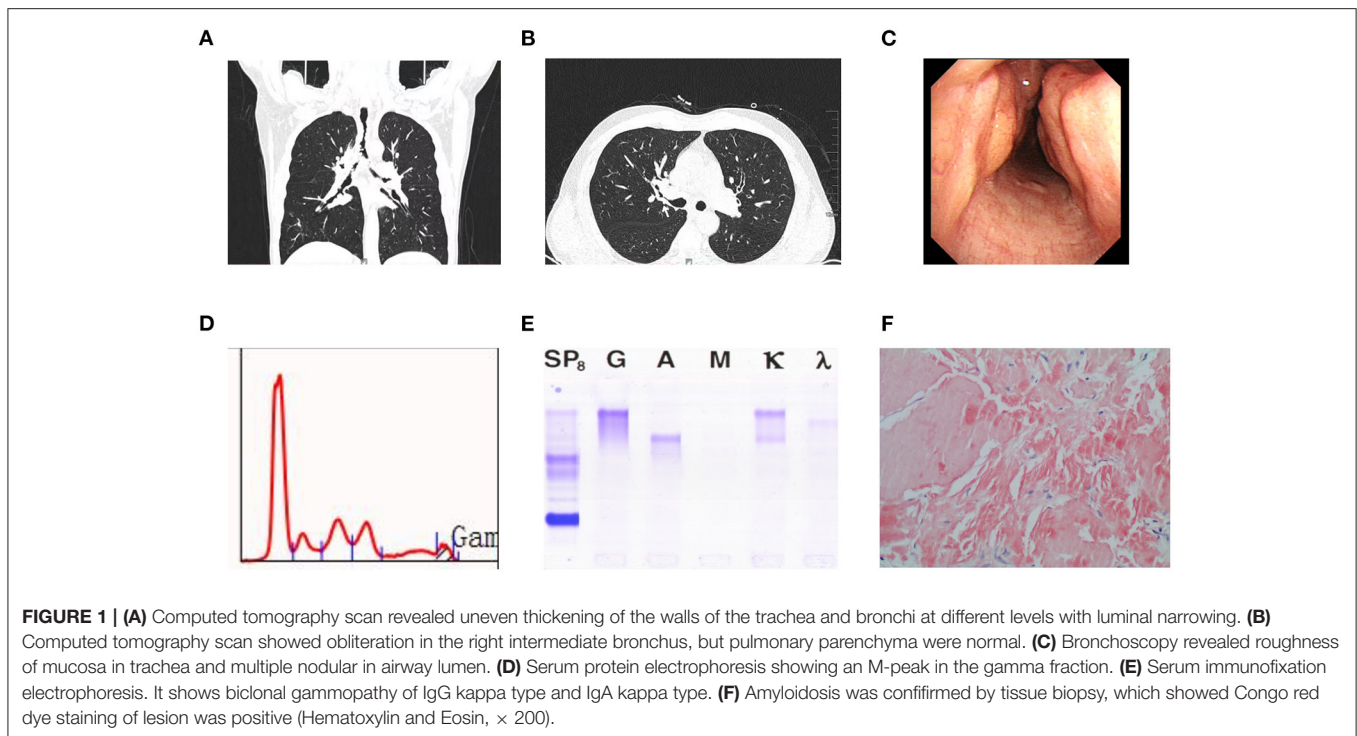 A
B
C
D
E
F
Gam
SP8 G A M K λ
FIGURE 1 | (A) Computed tomography scan revealed uneven thickening of the walls of the trachea and bronchi at different levels with luminal narrowing. (B)
Computed tomography scan showed obliteration in the right intermediate bronchus, but pulmonary parenchyma were normal. (C) Bronchoscopy revealed roughness
of mucosa in trachea and multiple nodular in airway lumen. (D) Serum protein electrophoresis showing an M-peak in the gamma fraction. (E) Serum immunofixation
electrophoresis. It shows biclonal gammopathy of IgG kappa type and IgA kappa type. (F) Amyloidosis was confifirmed by tissue biopsy, which showed Congo red
dye staining of lesion was positive (Hematoxylin and Eosin, × 200).